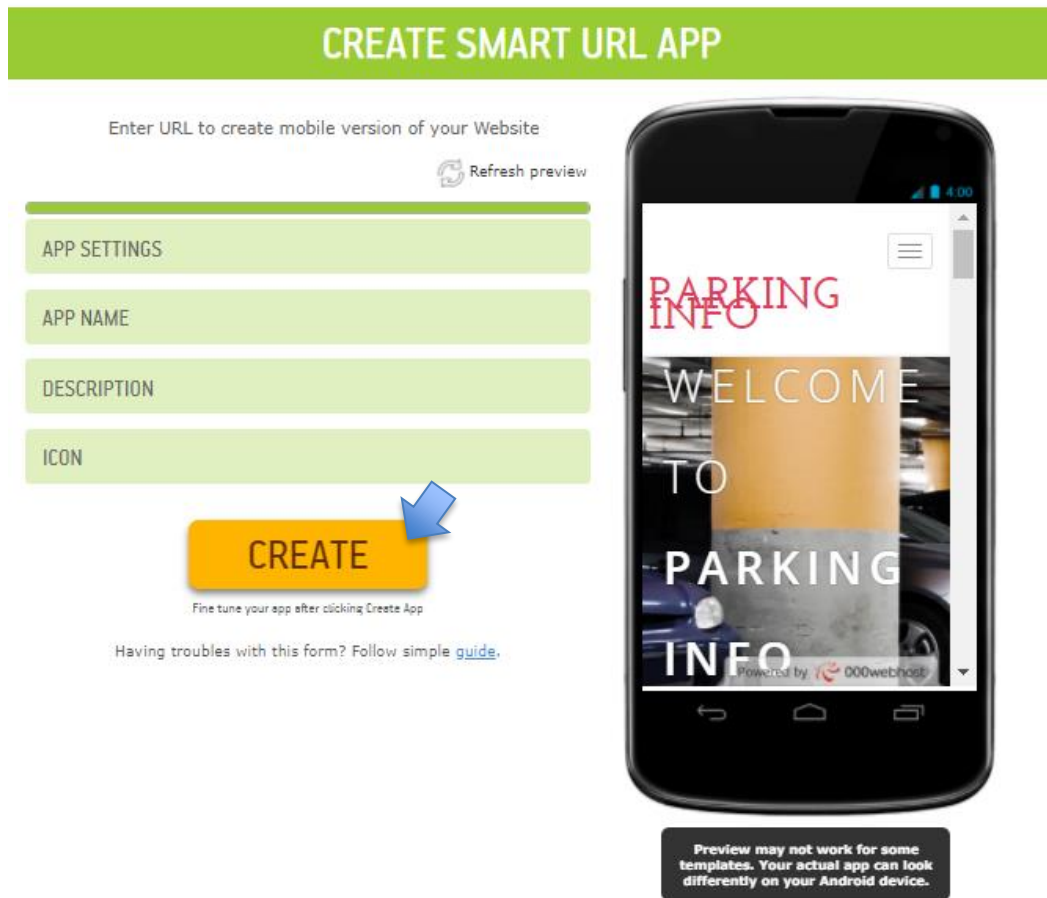 CREATE SMART URL APP
Enter URL to create mobile version of your Website
Refresh preview
APP SETTINGS
APP NAME
DESCRIPTION
ICON
CREATE
Fine tune your app after clicking Create App
Having troubles with this form? Follow simple guide.
4:00
PARKING
INFO
WELCOME
TO
PARKING
INFO
Powered by 000webhost
Preview may not work for some
templates. Your actual app can look
differently on your Android device.